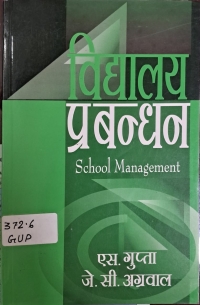 विद्यालय
प्रबन्धन
School Management
372.6
GUP
एस. गुप्ता
जे. सी. अग्रवाल